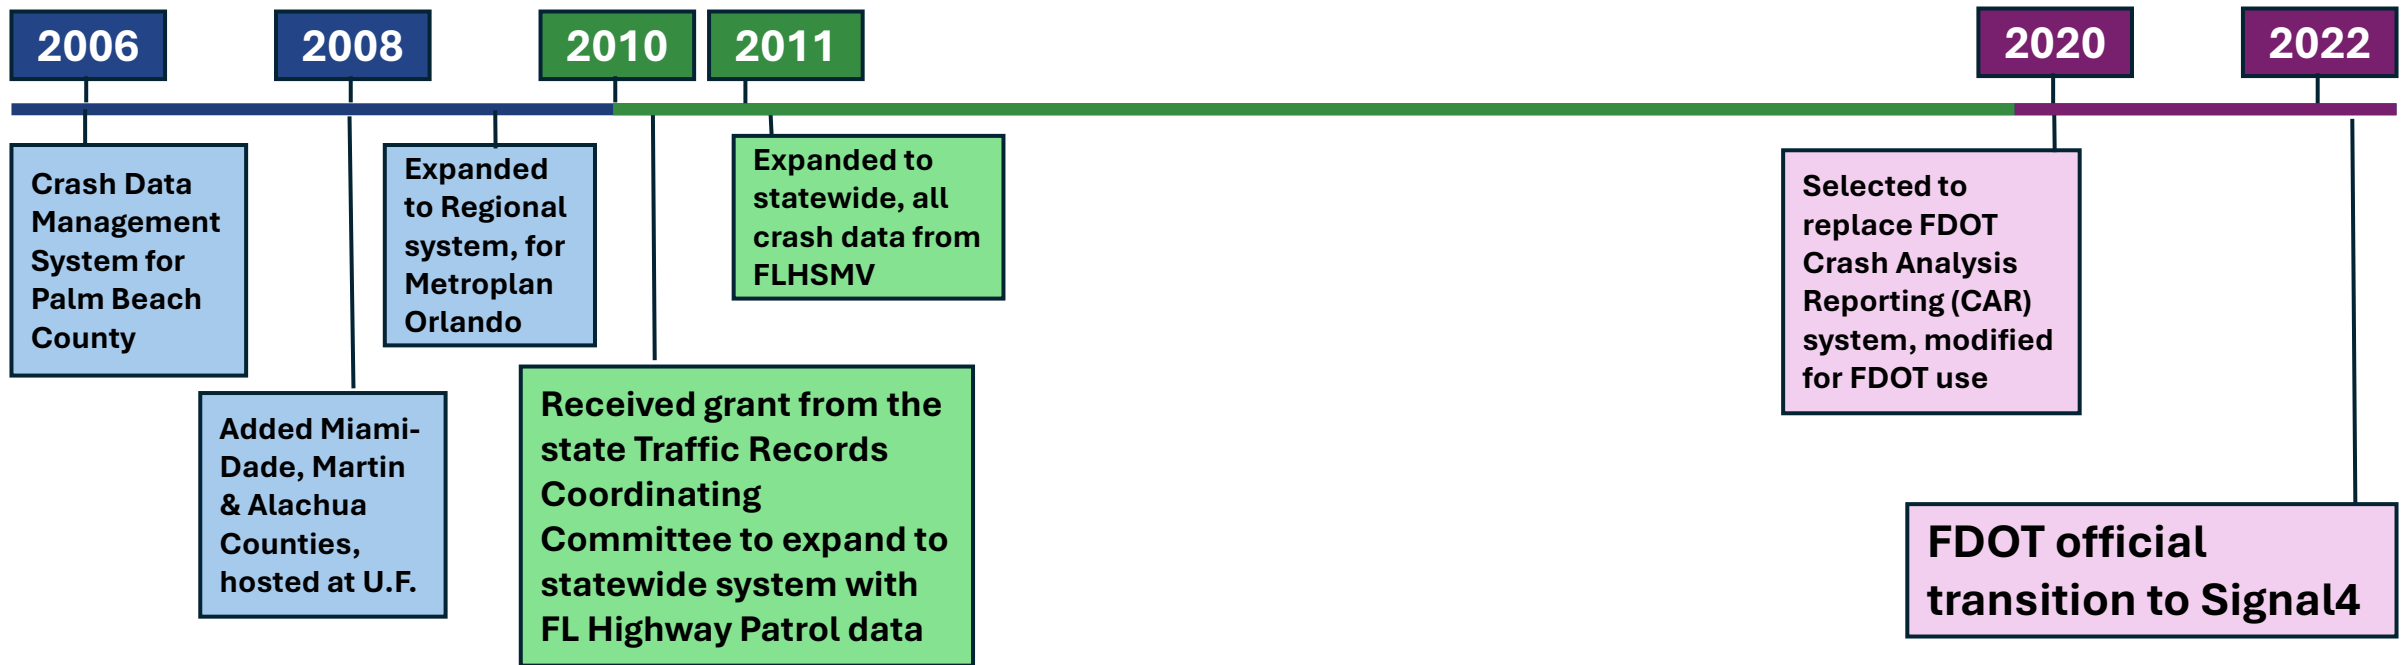 2006
2008
2010
2011
2020
2022
Crash Data
Management
System for
Palm Beach
County
Added Miami-
Dade, Martin
& Alachua
Counties,
hosted at U.F.
Expanded
to Regional
system, for
Metroplan
Orlando
Received grant from the
state Traffic Records
Coordinating
Committee to expand to
statewide system with
FL Highway Patrol data
Expanded to
statewide, all
crash data from
FLHSMV
Selected to
replace FDOT
Crash Analysis
Reporting (CAR)
system, modified
for FDOT use
FDOT official
transition to Signal4